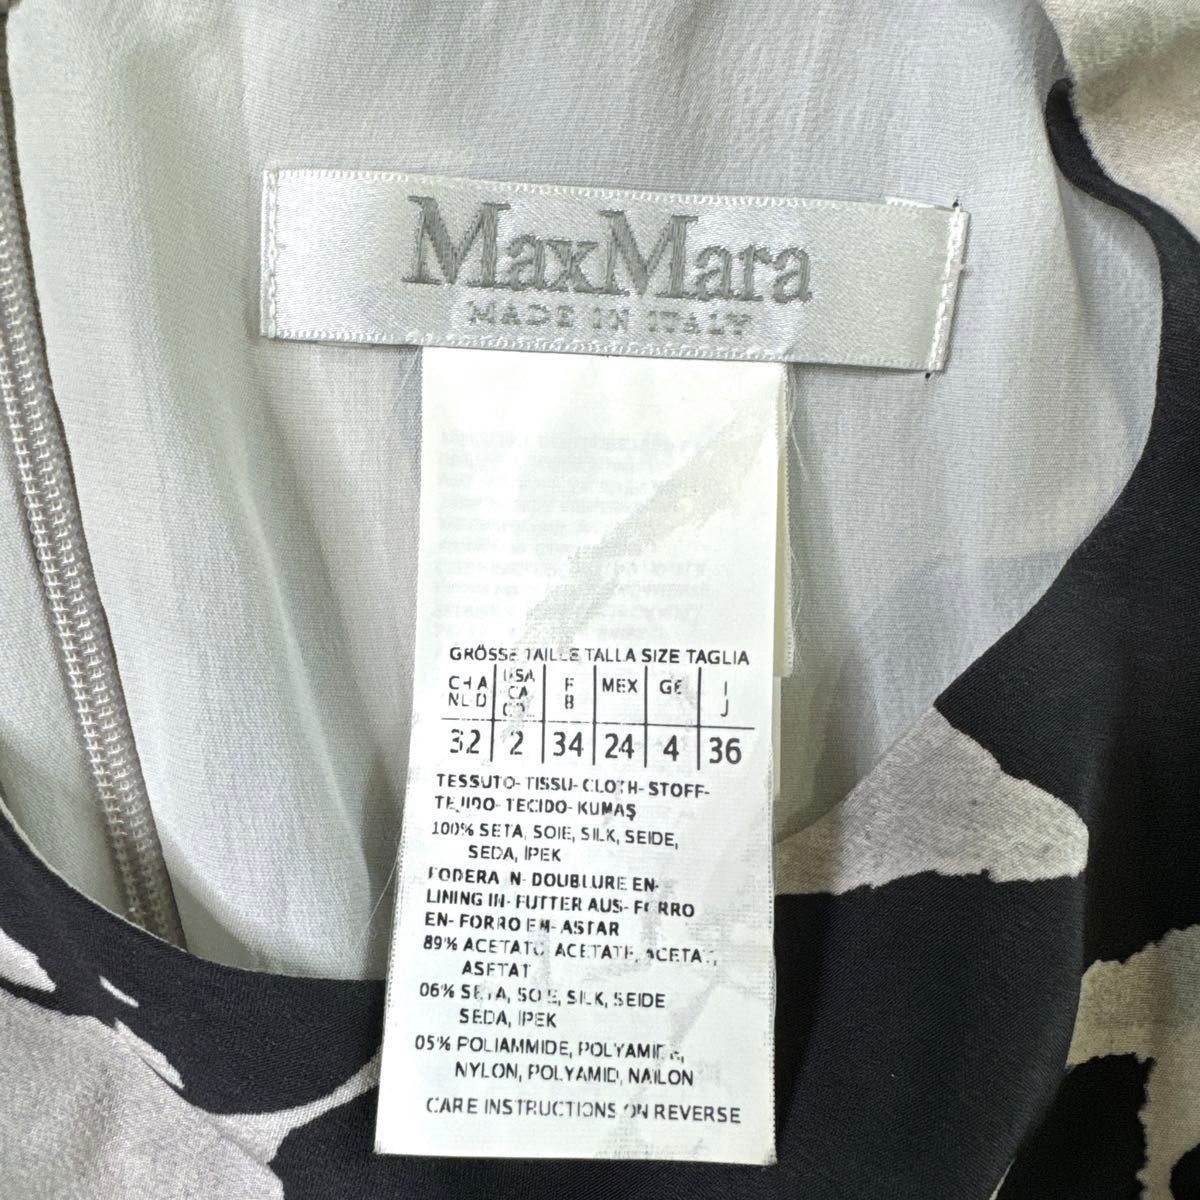 MaxMara
MADE IN ITALY
GRÖSSE TAILLE TALLA SIZE TAGLIA
CH A USA F MEX GE I
NL D CA B J
32 2 34 24 4 36
TESSUTO-TISSU-CLOTH-STOFF-
TEJIDO-TECIDO-KUMAŞ
100% SETA, SOIE, SILK, SEIDE,
SEDA, İPEK
FODERA IN-DOUBLURE EN-
LINING IN-FUTTER AUS-FORRO
EN-FORRO EM-ASTAR
89% ACETATO, ACETATE, ACETAT,
ASETAT
06% SETA, SOIE, SILK, SEIDE
SEDA, İPEK
05% POLIAMMIDE, POLYAMIDE,
NYLON, POLYAMID, NAILON
CARE INSTRUCTIONS ON REVERSE